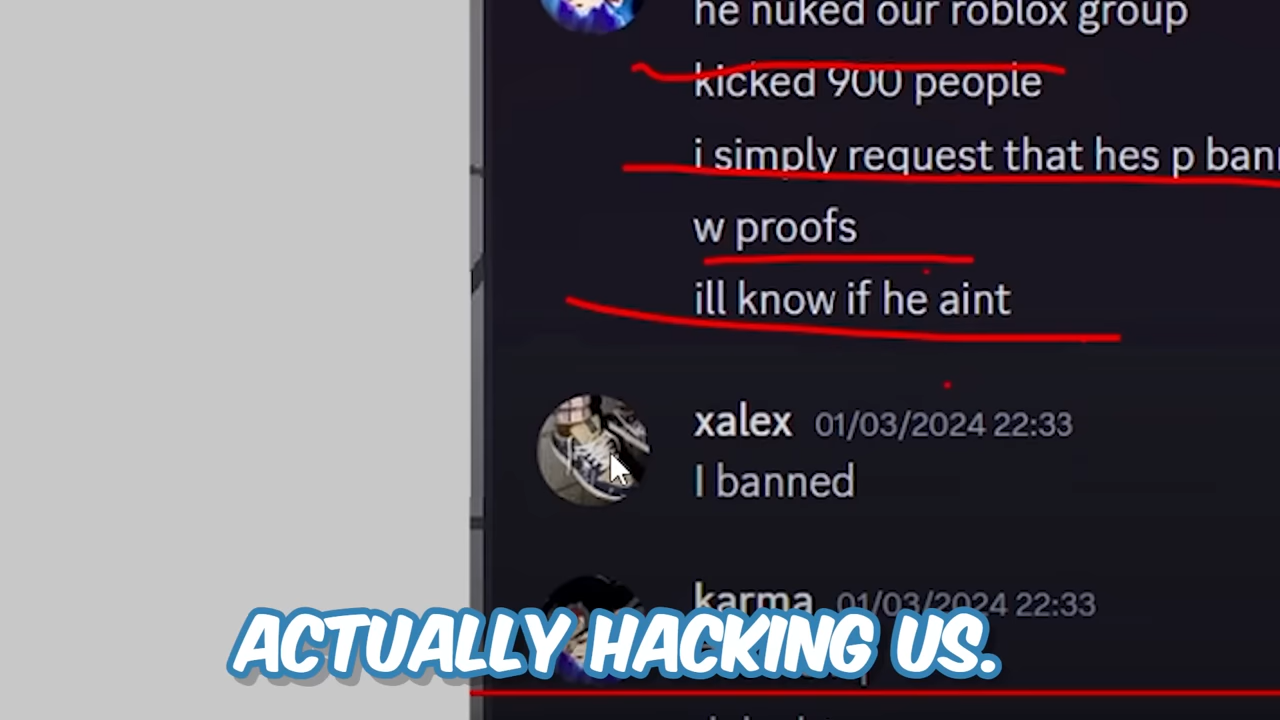 he nuked our roblox group
kicked 900 people
i simply request that hes p
w proofs
ill know if he aint
xalex 01/03/2024 22:33
I banned
karma 01/03/2024 22:33
ACTUALLY HACKING US.